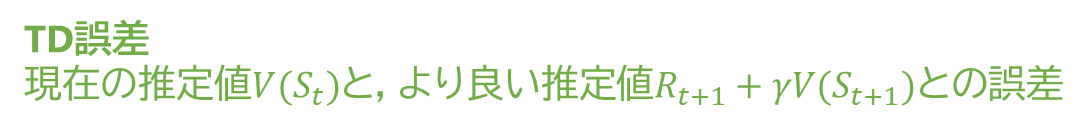 TD誤差
現在の推定値V(S_t)と, より良い推定値R_{t+1} + γV(S_{t+1})との誤差